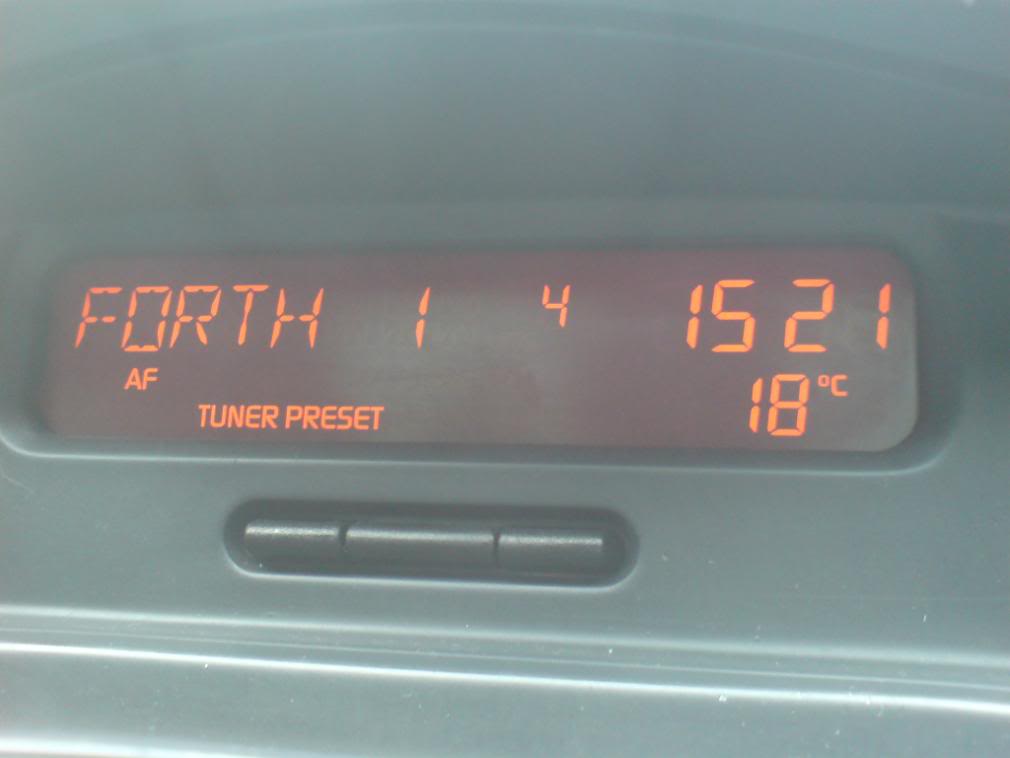 FORTH 1 4 1521
AF 18 °C
TUNER PRESET